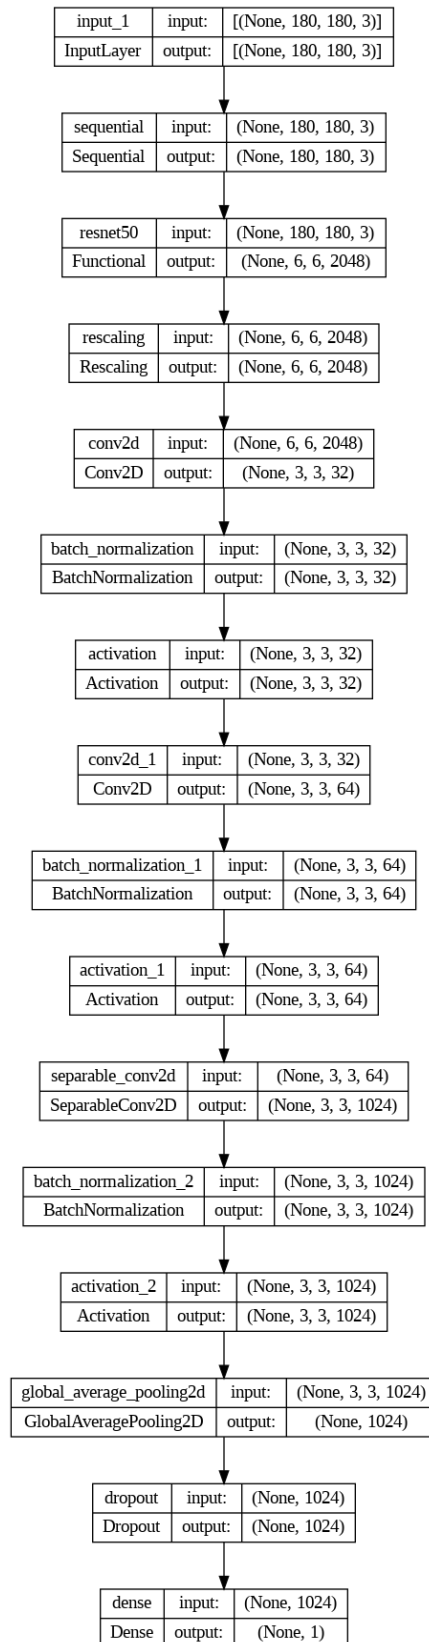 input_1 input: [(None, 180, 180, 3)]
InputLayer output: [(None, 180, 180, 3)]
sequential input: (None, 180, 180, 3)
Sequential output: (None, 180, 180, 3)
resnet50 input: (None, 180, 180, 3)
Functional output: (None, 6, 6, 2048)
rescaling input: (None, 6, 6, 2048)
Rescaling output: (None, 6, 6, 2048)
conv2d input: (None, 6, 6, 2048)
Conv2D output: (None, 3, 3, 32)
batch_normalization input: (None, 3, 3, 32)
BatchNormalization output: (None, 3, 3, 32)
activation input: (None, 3, 3, 32)
Activation output: (None, 3, 3, 32)
conv2d_1 input: (None, 3, 3, 32)
Conv2D output: (None, 3, 3, 64)
batch_normalization_1 input: (None, 3, 3, 64)
BatchNormalization output: (None, 3, 3, 64)
activation_1 input: (None, 3, 3, 64)
Activation output: (None, 3, 3, 64)
separable_conv2d input: (None, 3, 3, 64)
SeparableConv2D output: (None, 3, 3, 1024)
batch_normalization_2 input: (None, 3, 3, 1024)
BatchNormalization output: (None, 3, 3, 1024)
activation_2 input: (None, 3, 3, 1024)
Activation output: (None, 3, 3, 1024)
global_average_pooling2d input: (None, 3, 3, 1024)
GlobalAveragePooling2D output: (None, 1024)
dropout input: (None, 1024)
Dropout output: (None, 1024)
dense input: (None, 1024)
Dense output: (None, 1)